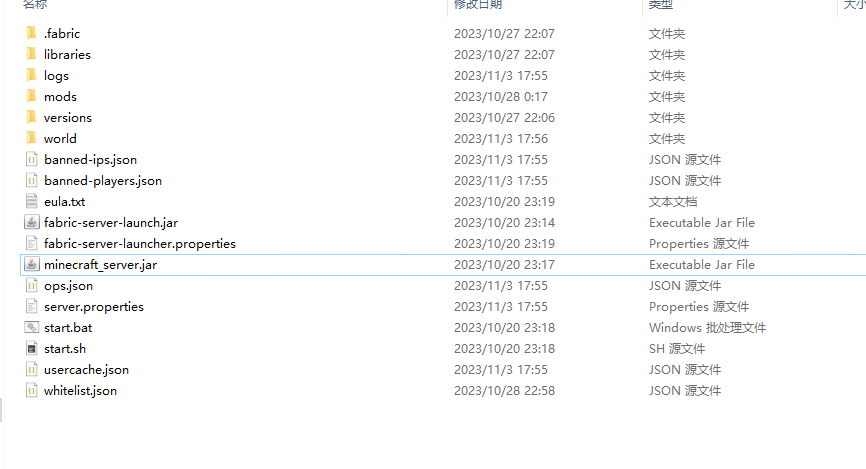 名称 修改日期 类型 大小
.fabric 2023/10/27 22:07 文件夹
libraries 2023/10/27 22:07 文件夹
logs 2023/11/3 17:55 文件夹
mods 2023/10/28 0:17 文件夹
versions 2023/10/27 22:06 文件夹
world 2023/11/3 17:56 文件夹
banned-ips.json 2023/11/3 17:55 JSON 源文件
banned-players.json 2023/11/3 17:55 JSON 源文件
eula.txt 2023/10/20 23:19 文本文档
fabric-server-launch.jar 2023/10/20 23:14 Executable Jar File
fabric-server-launcher.properties 2023/10/20 23:19 Properties 源文件
minecraft_server.jar 2023/10/20 23:17 Executable Jar File
ops.json 2023/11/3 17:55 JSON 源文件
server.properties 2023/11/3 17:55 Properties 源文件
start.bat 2023/10/20 23:18 Windows 批处理文件
start.sh 2023/10/20 23:18 SH 源文件
usercache.json 2023/11/3 17:55 JSON 源文件
whitelist.json 2023/10/28 22:58 JSON 源文件